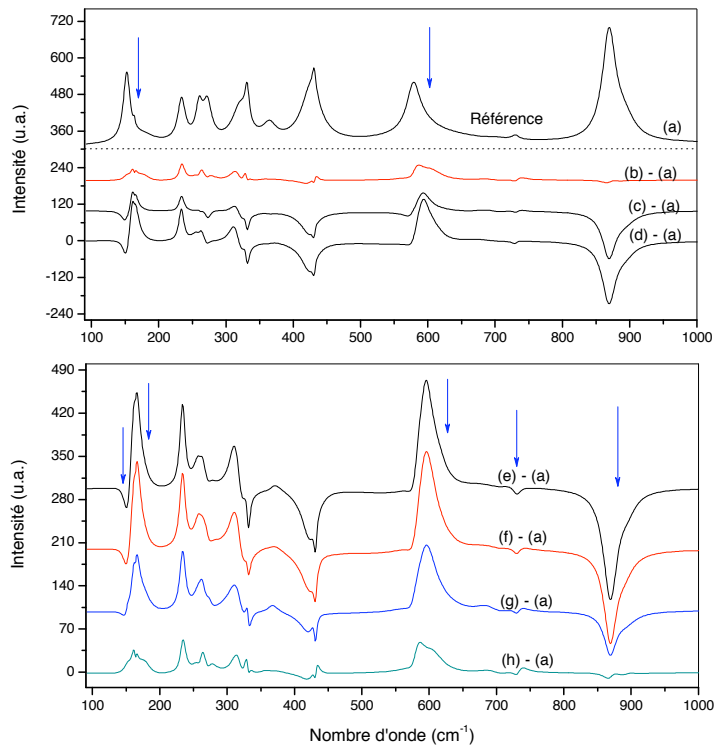 720
600
480
360
240
120
0
-120
-240
Intensité (u.a.)
Référence
(a)
(b) - (a)
(c) - (a)
(d) - (a)
100 200 300 400 500 600 700 800 900 1000
490
420
350
280
210
140
70
0
Intensité (u.a.)
(e) - (a)
(f) - (a)
(g) - (a)
(h) - (a)
100 200 300 400 500 600 700 800 900 1000
Nombre d'onde (cm⁻¹)